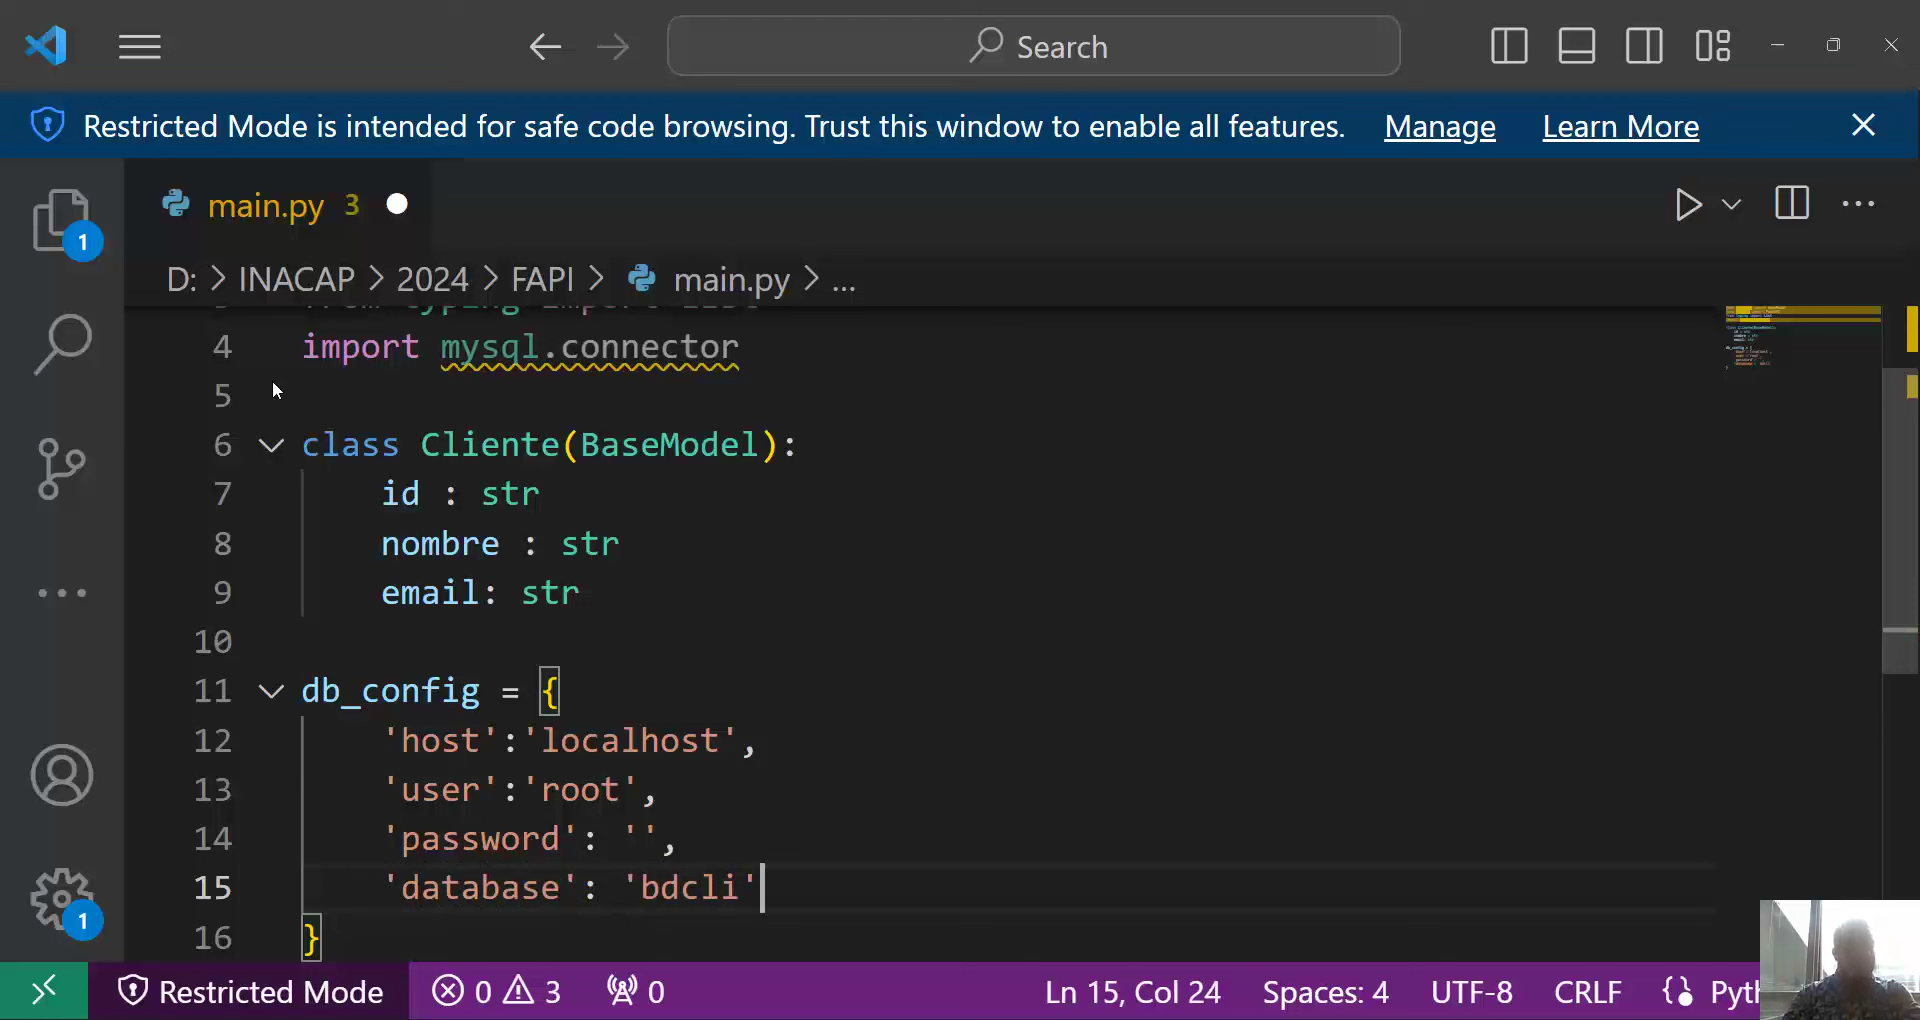 Search
Restricted Mode is intended for safe code browsing. Trust this window to enable all features. Manage Learn More
1
main.py 3
D: > INACAP > 2024 > FAPI > main.py > ...
4 import mysql.connector
5
6 class Cliente(BaseModel):
7 id : str
8 nombre : str
9 email: str
10
11 db_config = {
12 'host':'localhost',
13 'user':'root',
14 'password': '',
15 'database': 'bdcli'
16 }
1
Restricted Mode 0 3 0 Ln 15, Col 24 Spaces: 4 UTF-8 CRLF